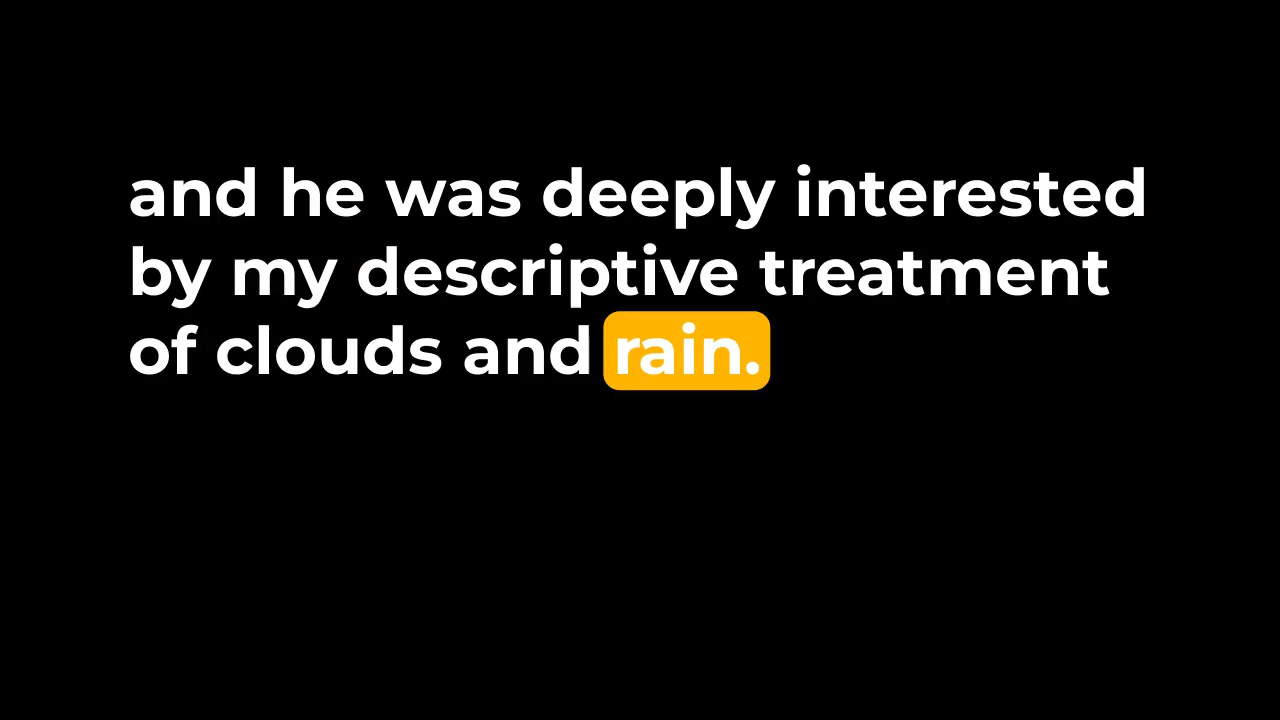 and he was deeply interested
by my descriptive treatment
of clouds and rain.